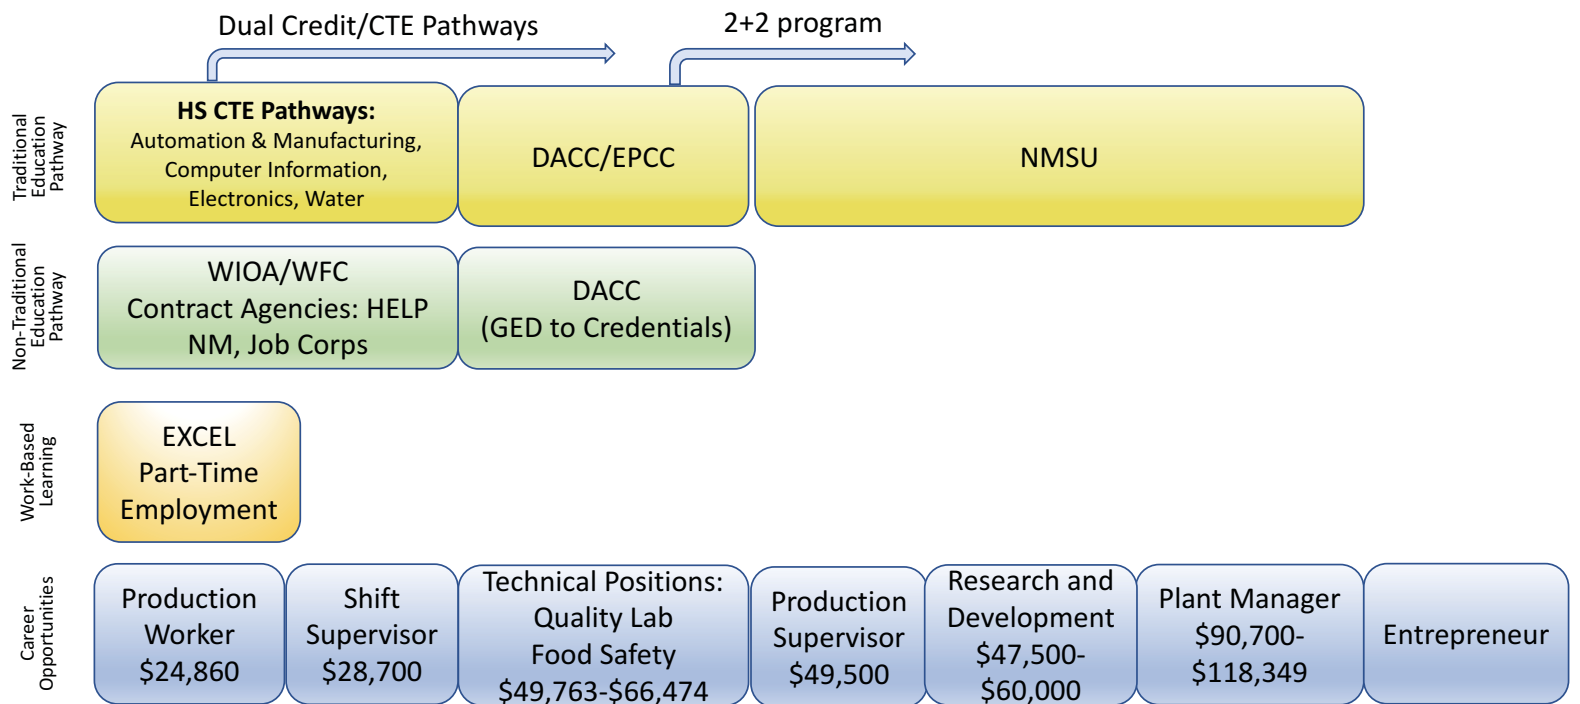 Dual Credit/CTE Pathways
2+2 program
Traditional
Education
Pathway
HS CTE Pathways:
Automation & Manufacturing,
Computer Information,
Electronics, Water
DACC/EPCC
NMSU
Non-Traditional
Education
Pathway
WIOA/WFC
Contract Agencies: HELP
NM, Job Corps
DACC
(GED to Credentials)
Work-Based
Learning
EXCEL
Part-Time
Employment
Career
Opportunities
Production
Worker
$24,860
Shift
Supervisor
$28,700
Technical Positions:
Quality Lab
Food Safety
$49,763-$66,474
Production
Supervisor
$49,500
Research and
Development
$47,500-
$60,000
Plant Manager
$90,700-
$118,349
Entrepreneur